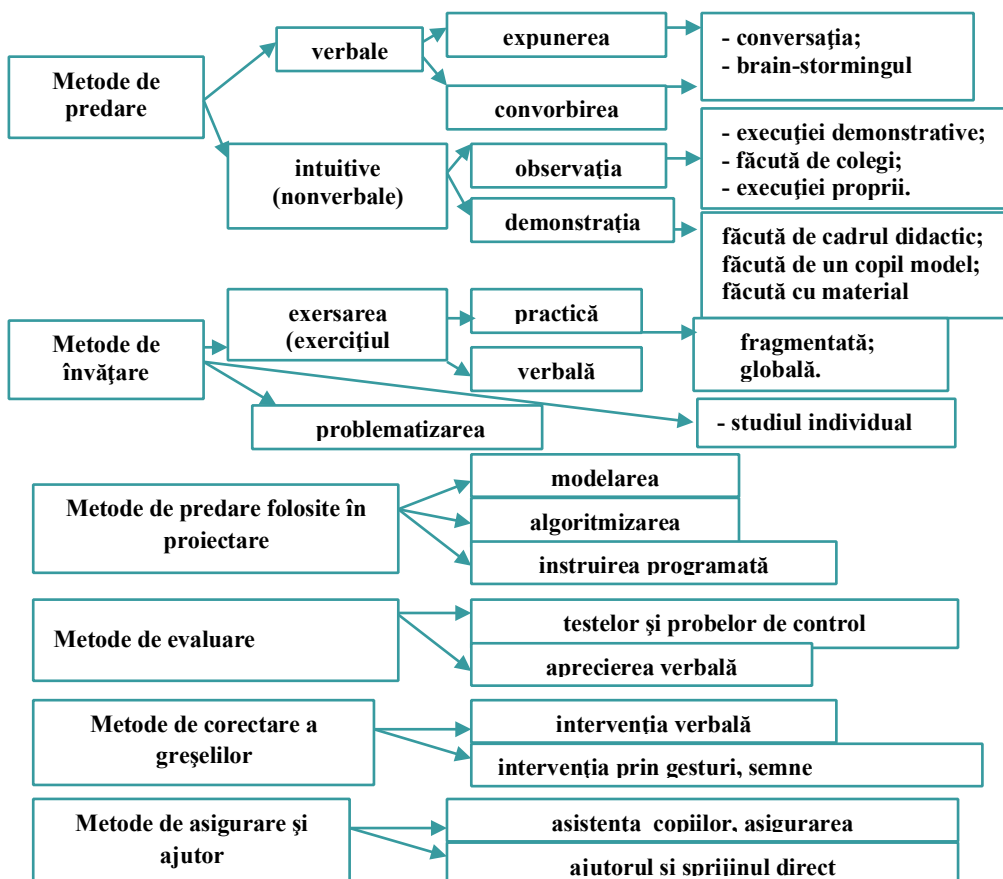 Metode de
predare
verbale
expunerea
- conversaţia;
- brain-stormingul
convorbirea
intuitive
(nonverbale)
observaţia
- execuţiei demonstrative;
- făcută de colegi;
- execuţiei proprii.
demonstraţia
făcută de cadrul didactic;
făcută de un copil model;
făcută cu material
Metode de
învăţare
exersarea
(exerciţiul
practică
verbală
fragmentată;
globală.
problematizarea
- studiul individual
Metode de predare folosite în
proiectare
modelarea
algoritmizarea
instruirea programată
Metode de evaluare
testelor şi probelor de control
aprecierea verbală
Metode de corectare a
greşelilor
intervenţia verbală
intervenţia prin gesturi, semne
Metode de asigurare şi
ajutor
asistenţa copiilor, asigurarea
ajutorul si sprijinul direct